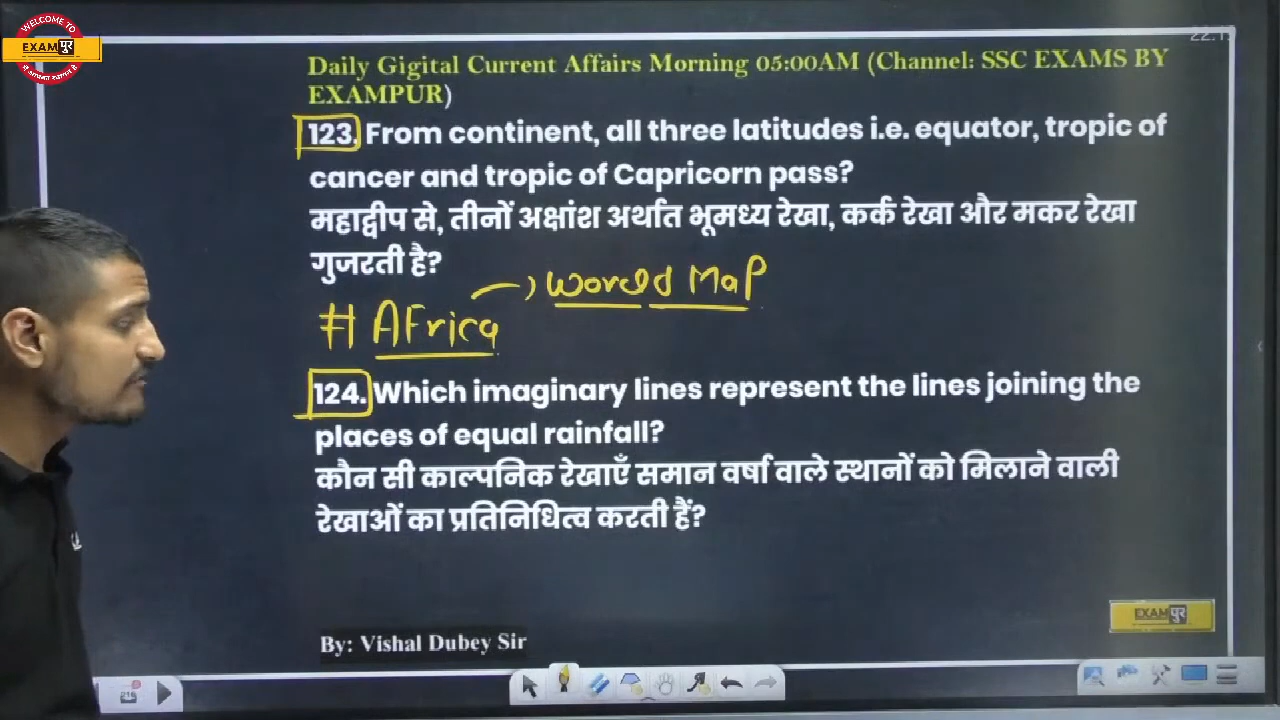 WELCOME TO
EXAMपुर
22:1
Daily Gigital Current Affairs Morning 05:00AM (Channel: SSC EXAMS BY
EXAMPUR)
123. From continent, all three latitudes i.e. equator, tropic of
cancer and tropic of Capricorn pass?
महाद्वीप से, तीनों अक्षांश अर्थात भूमध्य रेखा, कर्क रेखा और मकर रेखा
गुजरती है?
World Map
# Africa
124. Which imaginary lines represent the lines joining the
places of equal rainfall?
कौन सी काल्पनिक रेखाएँ समान वर्षा वाले स्थानों को मिलाने वाली
रेखाओं का प्रतिनिधित्व करती हैं?
EXAMपुर
By: Vishal Dubey Sir